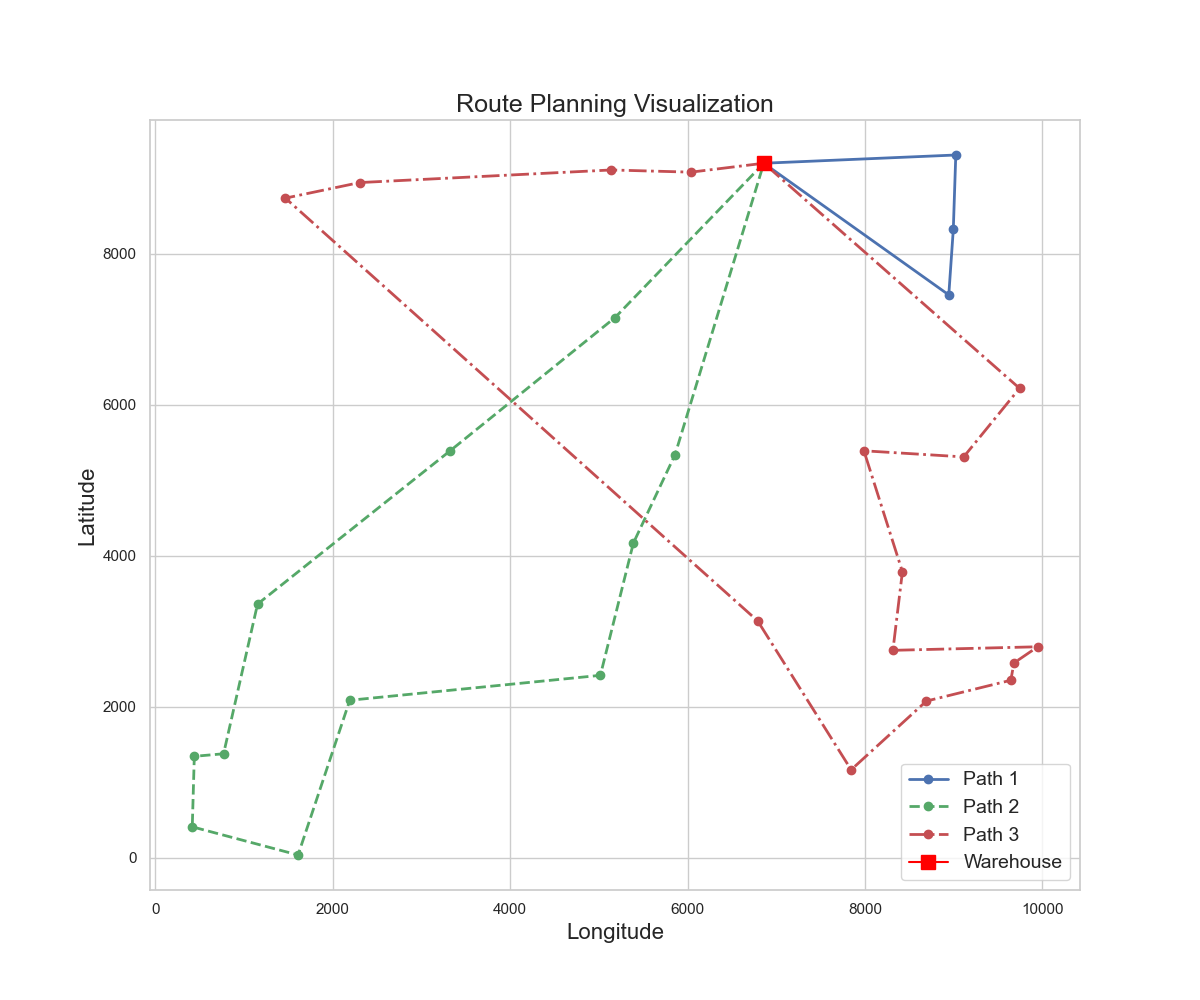 Route Planning Visualization
8000
6000
4000
2000
0
Latitude
0 2000 4000 6000 8000 10000
Longitude
Path 1
Path 2
Path 3
Warehouse